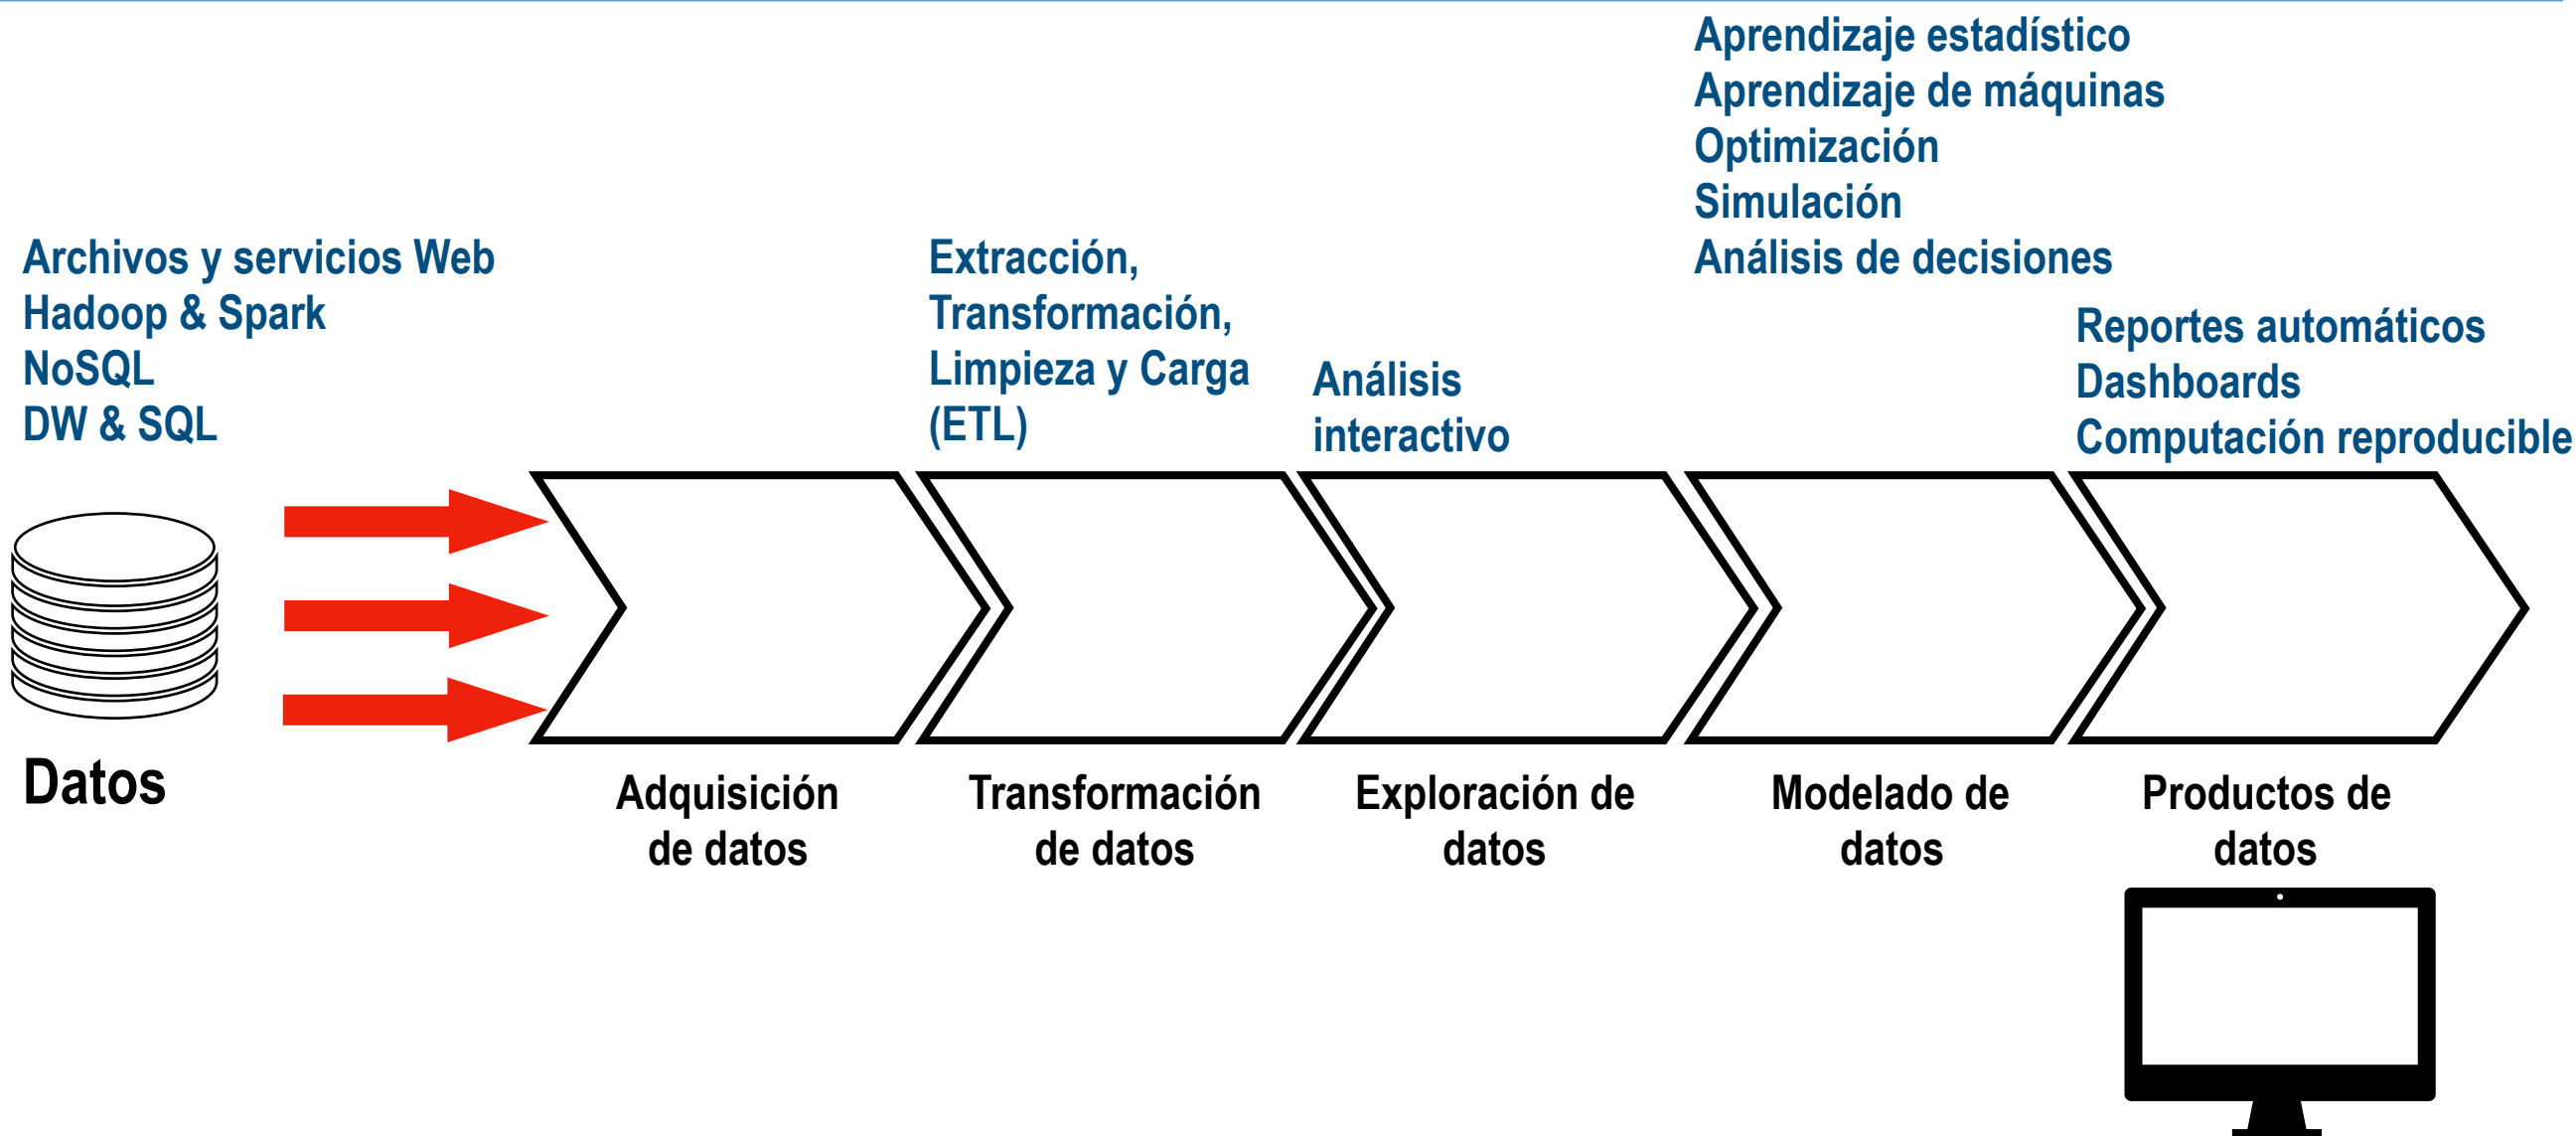 Archivos y servicios Web
Hadoop & Spark
NoSQL
DW & SQL
Datos
Adquisición
de datos
Extracción,
Transformación,
Limpieza y Carga
(ETL)
Transformación
de datos
Análisis
interactivo
Exploración de
datos
Aprendizaje estadístico
Aprendizaje de máquinas
Optimización
Simulación
Análisis de decisiones
Modelado de
datos
Reportes automáticos
Dashboards
Computación reproducible
Productos de
datos